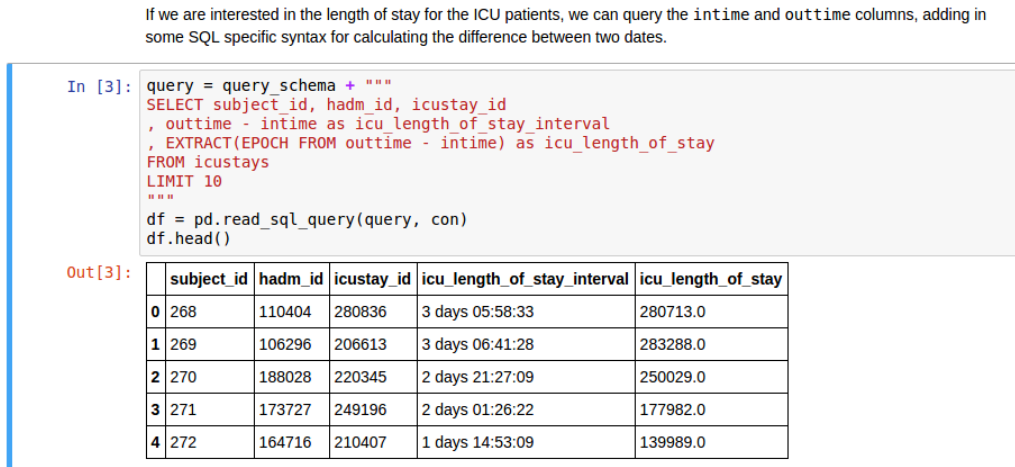 If we are interested in the length of stay for the ICU patients, we can query the intime and outtime columns, adding in
some SQL specific syntax for calculating the difference between two dates.
In [3]: query = query_schema + """
SELECT subject_id, hadm_id, icustay_id
, outtime - intime as icu_length_of_stay_interval
, EXTRACT(EPOCH FROM outtime - intime) as icu_length_of_stay
FROM icustays
LIMIT 10
"""
df = pd.read_sql_query(query, con)
df.head()
Out[3]:
subject_id hadm_id icustay_id icu_length_of_stay_interval icu_length_of_stay
0 268 110404 280836 3 days 05:58:33 280713.0
1 269 106296 206613 3 days 06:41:28 283288.0
2 270 188028 220345 2 days 21:27:09 250029.0
3 271 173727 249196 2 days 01:26:22 177982.0
4 272 164716 210407 1 days 14:53:09 139989.0